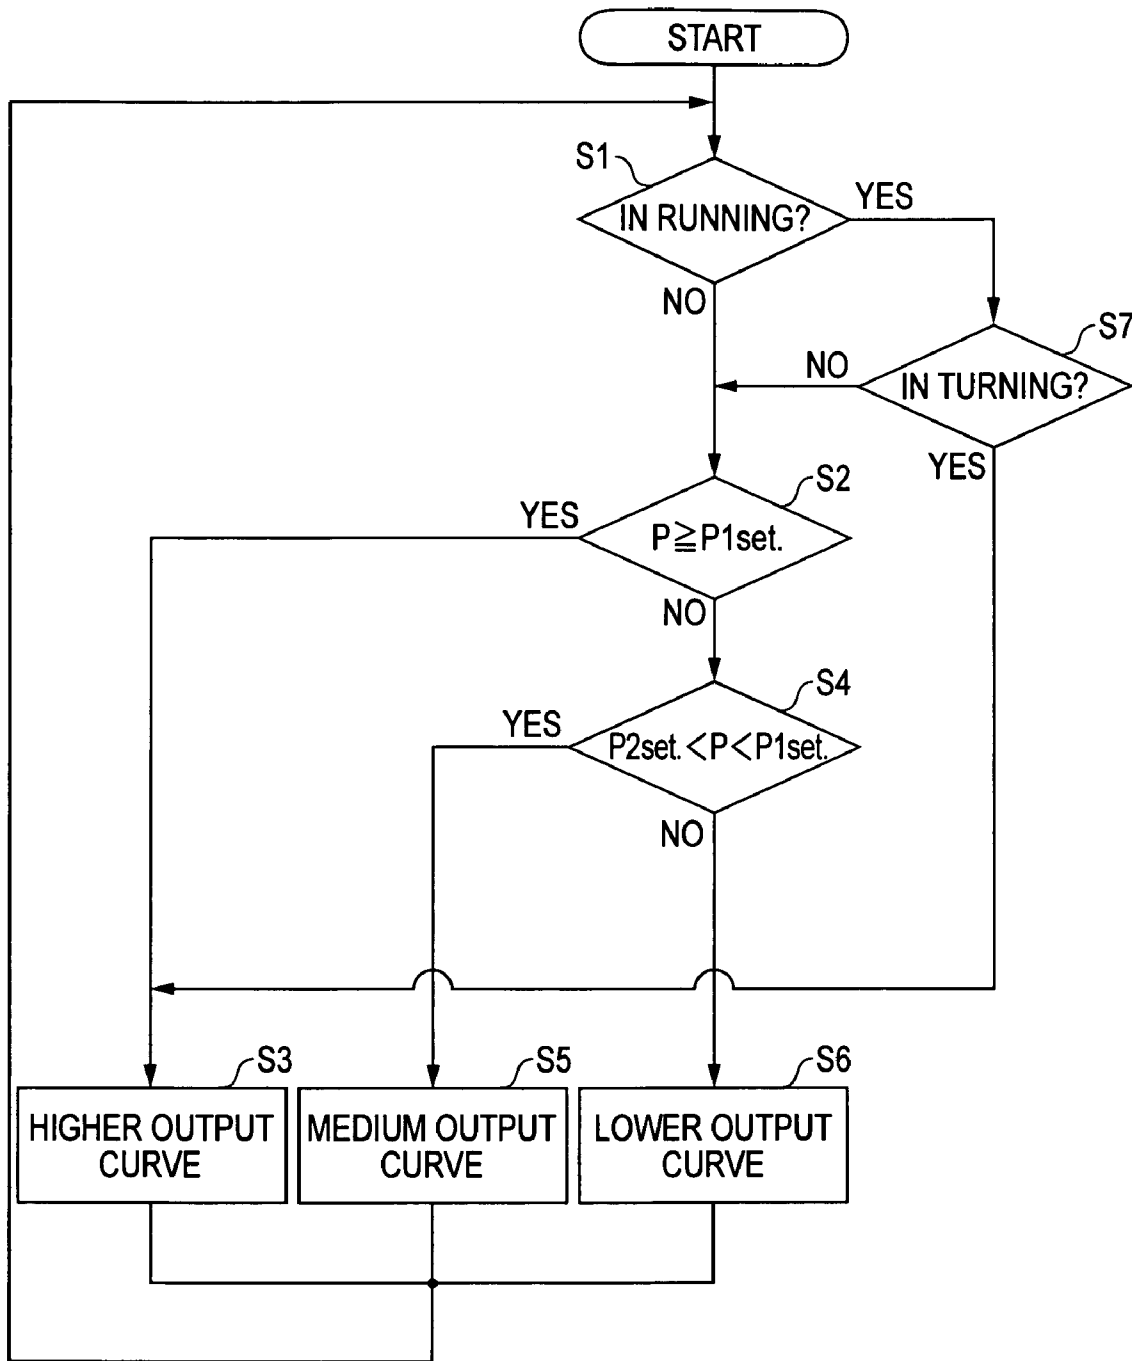 START
S1
IN RUNNING?
YES
NO
S7
IN TURNING?
NO
YES
S2
P≧P1set.
YES
NO
S4
P2set.<P<P1set.
YES
NO
S3
HIGHER OUTPUT
CURVE
S5
MEDIUM OUTPUT
CURVE
S6
LOWER OUTPUT
CURVE